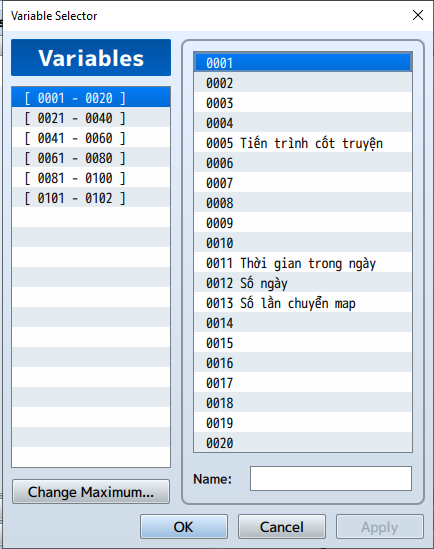 Variable Selector
Variables
[ 0001 - 0020 ]
[ 0021 - 0040 ]
[ 0041 - 0060 ]
[ 0061 - 0080 ]
[ 0081 - 0100 ]
[ 0101 - 0102 ]
Change Maximum...
0001
0002
0003
0004
0005 Tiến trình cốt truyện
0006
0007
0008
0009
0010
0011 Thời gian trong ngày
0012 Số ngày
0013 Số lần chuyển map
0014
0015
0016
0017
0018
0019
0020
Name:
OK
Cancel
Apply